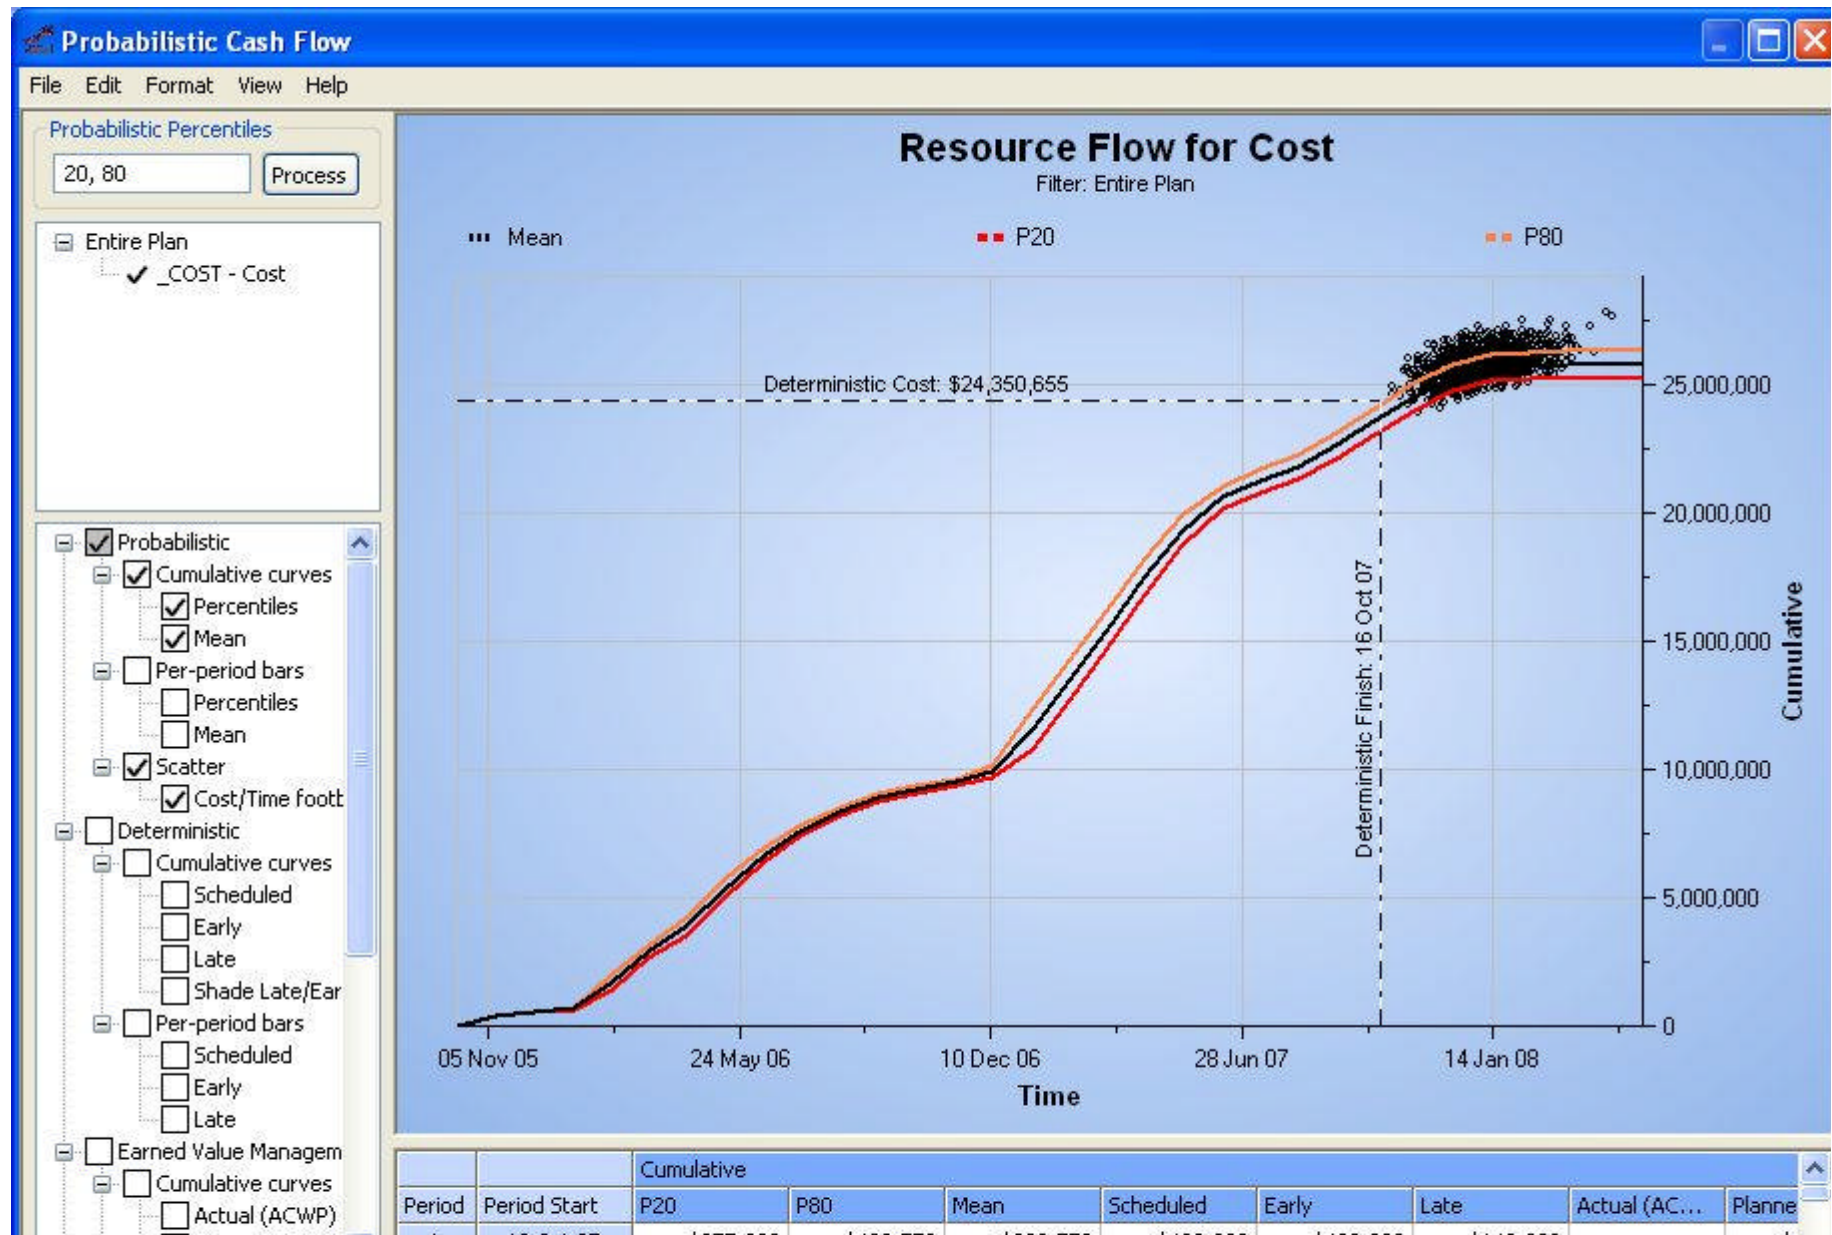 Probabilistic Cash Flow
File Edit Format View Help
Probabilistic Percentiles
20, 80 Process
Entire Plan
_COST - Cost
Probabilistic
Cumulative curves
Percentiles
Mean
Per-period bars
Percentiles
Mean
Scatter
Cost/Time footb
Deterministic
Cumulative curves
Scheduled
Early
Late
Shade Late/Ear
Per-period bars
Scheduled
Early
Late
Earned Value Managem
Cumulative curves
Actual (ACWP)
Resource Flow for Cost
Filter: Entire Plan
Mean P20 P80
Deterministic Cost: $24,350,655
Deterministic Finish: 16 Oct 07
25,000,000
20,000,000
15,000,000
10,000,000
5,000,000
0
Cumulative
05 Nov 05 24 May 06 10 Dec 06 28 Jun 07 14 Jan 08
Time
Cumulative
Period Period Start P20 P80 Mean Scheduled Early Late Actual (AC... Planne